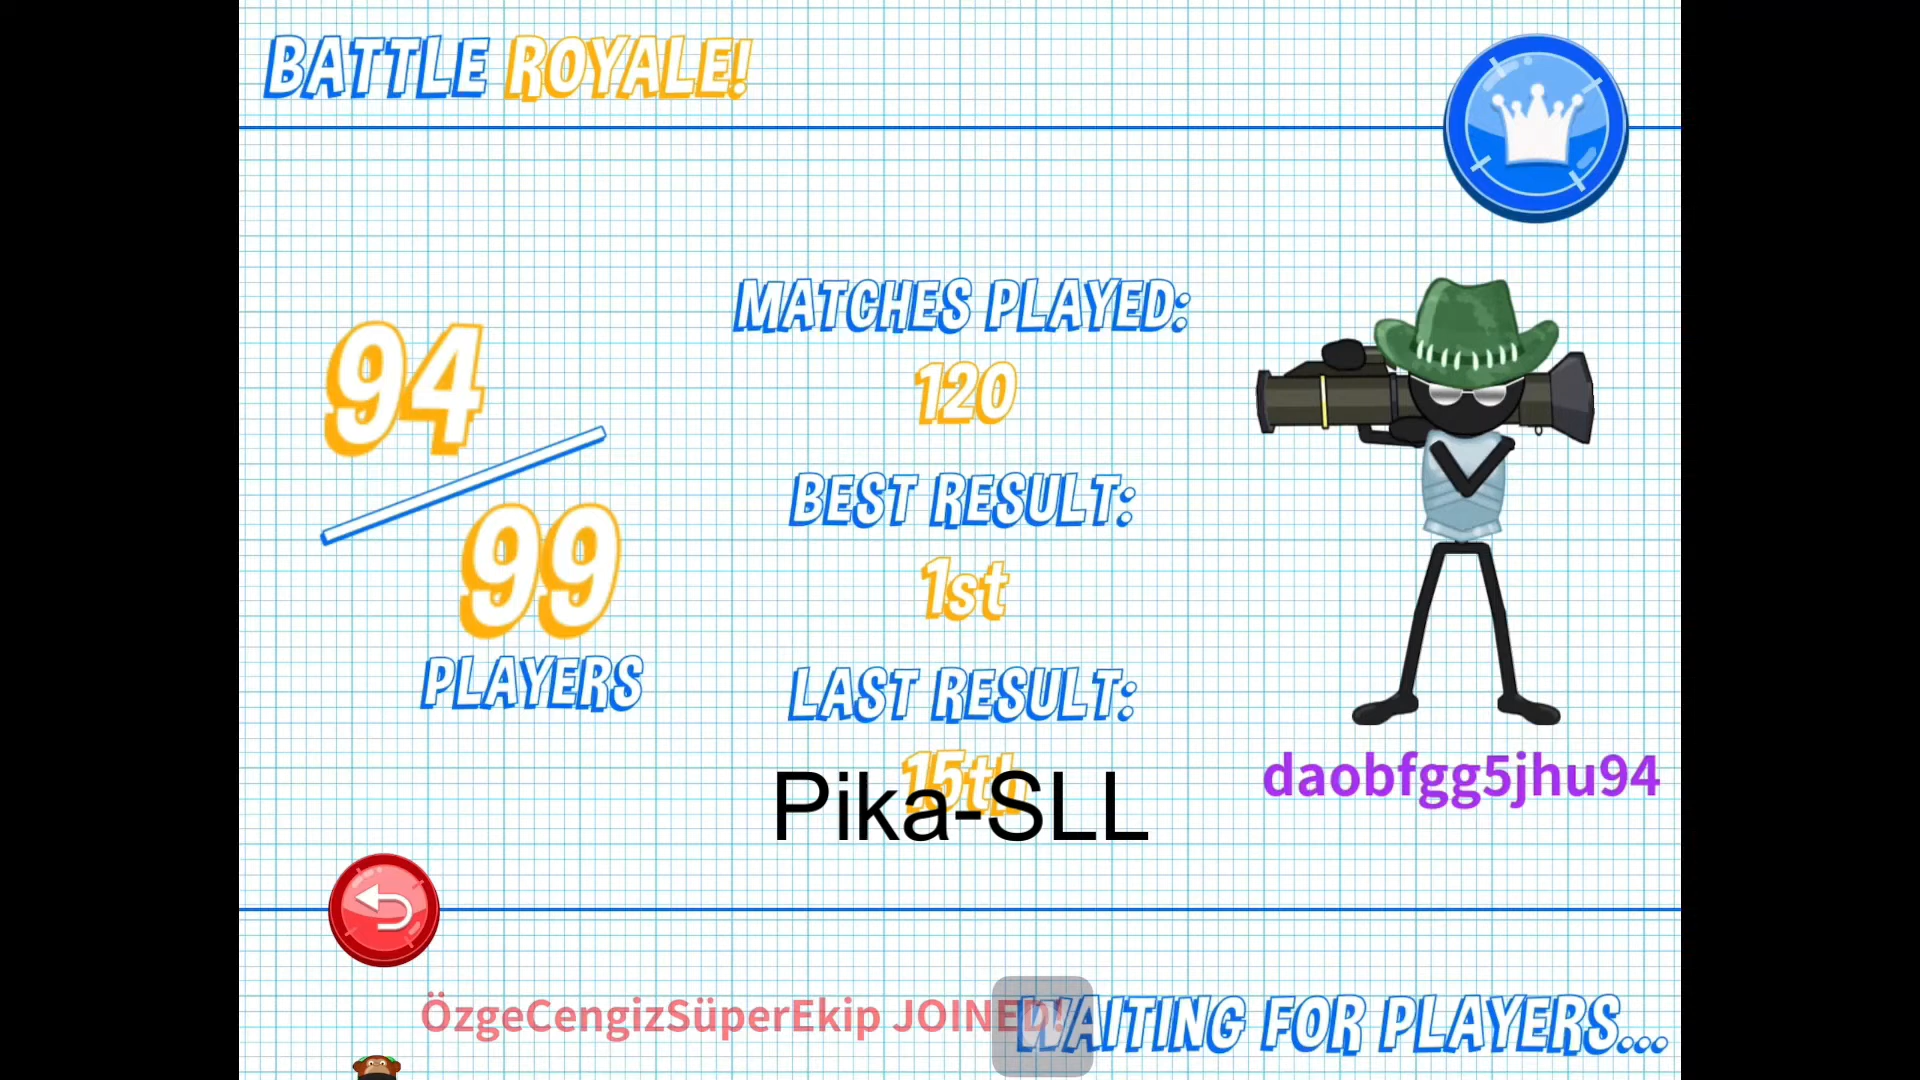 BATTLE ROYALE!
94
99
PLAYERS
MATCHES PLAYED:
120
BEST RESULT:
1st
LAST RESULT:
15th
Pika-SLL
daobfgg5jhu94
ÖzgeCengizSüperEkip JOINED!
WAITING FOR PLAYERS...